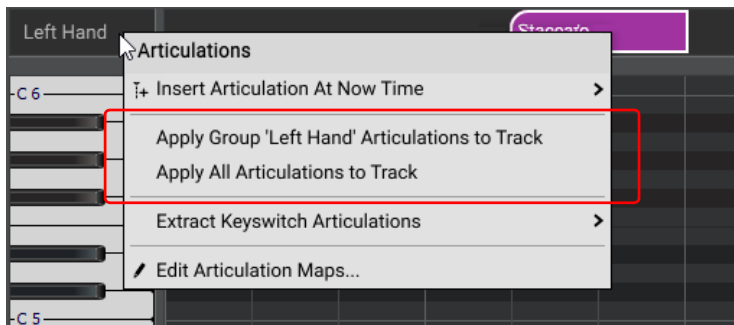 Left Hand
Staccato
Articulations
Insert Articulation At Now Time
C 6
Apply Group 'Left Hand' Articulations to Track
Apply All Articulations to Track
Extract Keyswitch Articulations
Edit Articulation Maps...
C 5